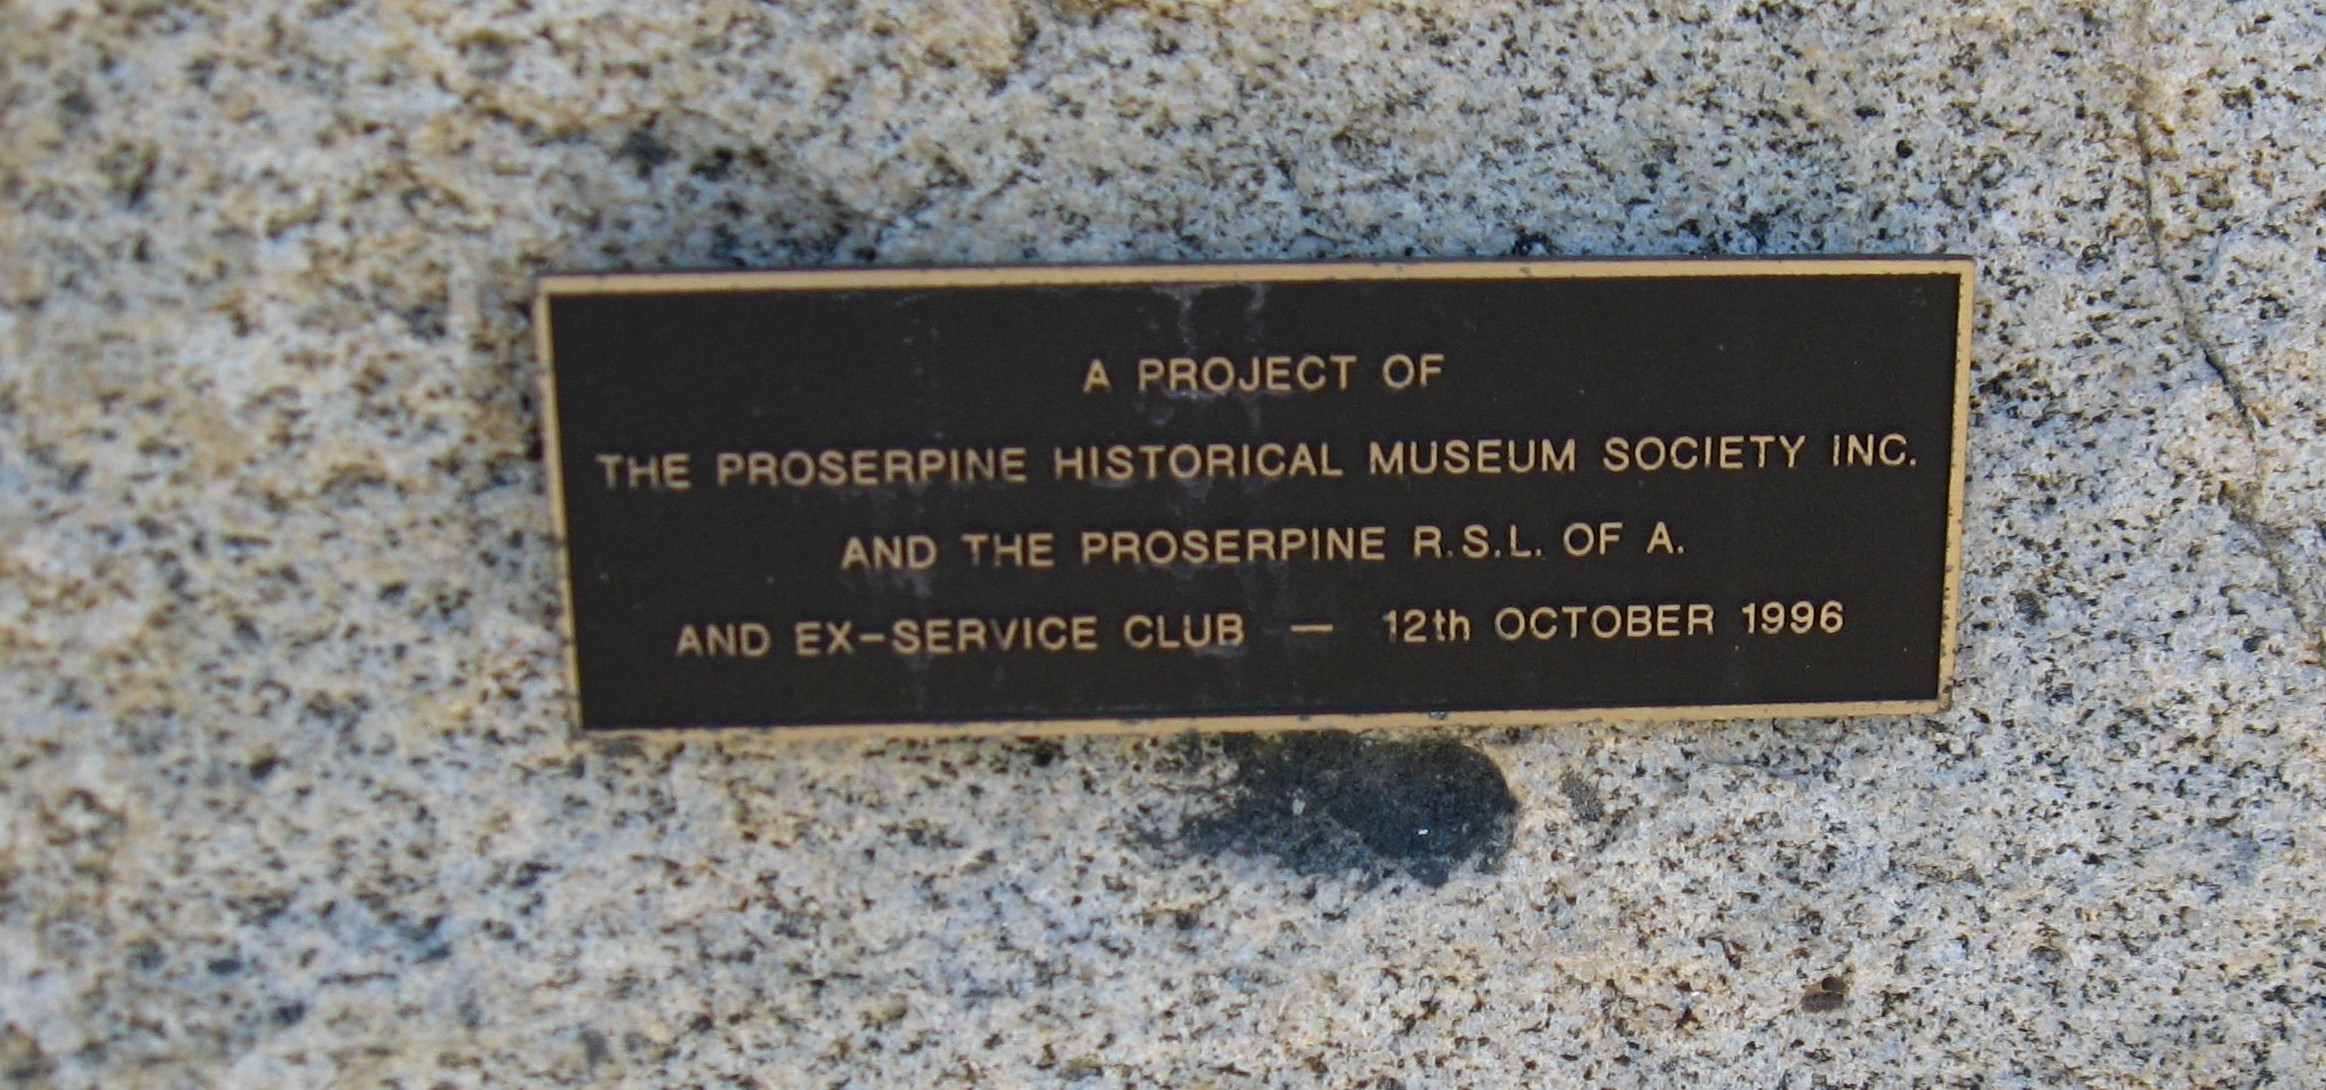 A PROJECT OF
THE PROSERPINE HISTORICAL MUSEUM SOCIETY INC.
AND THE PROSERPINE R.S.L. OF A.
AND EX-SERVICE CLUB — 12th OCTOBER 1996